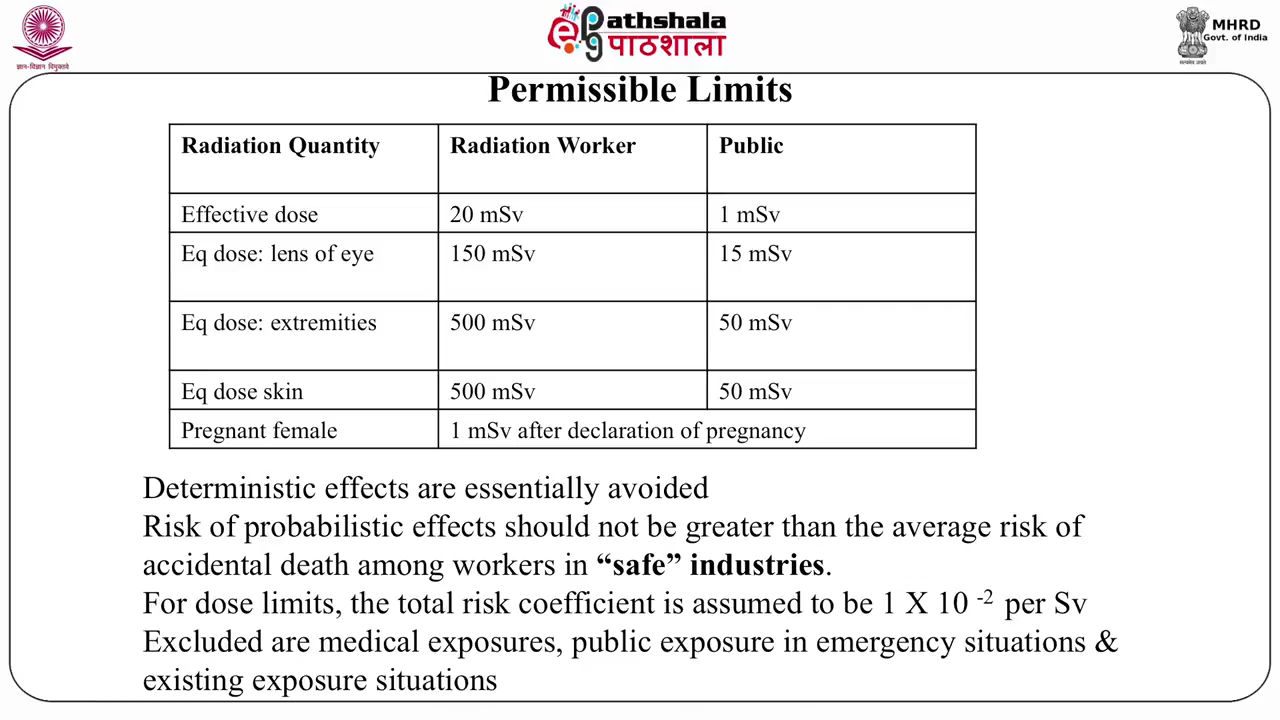 ePathshala
पाठशाला
MHRD
Govt. of India
ज्ञान-विज्ञान विमुक्तये
सत्यमेव जयते
Permissible Limits
Radiation Quantity Radiation Worker Public
Effective dose 20 mSv 1 mSv
Eq dose: lens of eye 150 mSv 15 mSv
Eq dose: extremities 500 mSv 50 mSv
Eq dose skin 500 mSv 50 mSv
Pregnant female 1 mSv after declaration of pregnancy
Deterministic effects are essentially avoided
Risk of probabilistic effects should not be greater than the average risk of
accidental death among workers in “safe” industries.
For dose limits, the total risk coefficient is assumed to be 1 X 10 -2 per Sv
Excluded are medical exposures, public exposure in emergency situations &
existing exposure situations